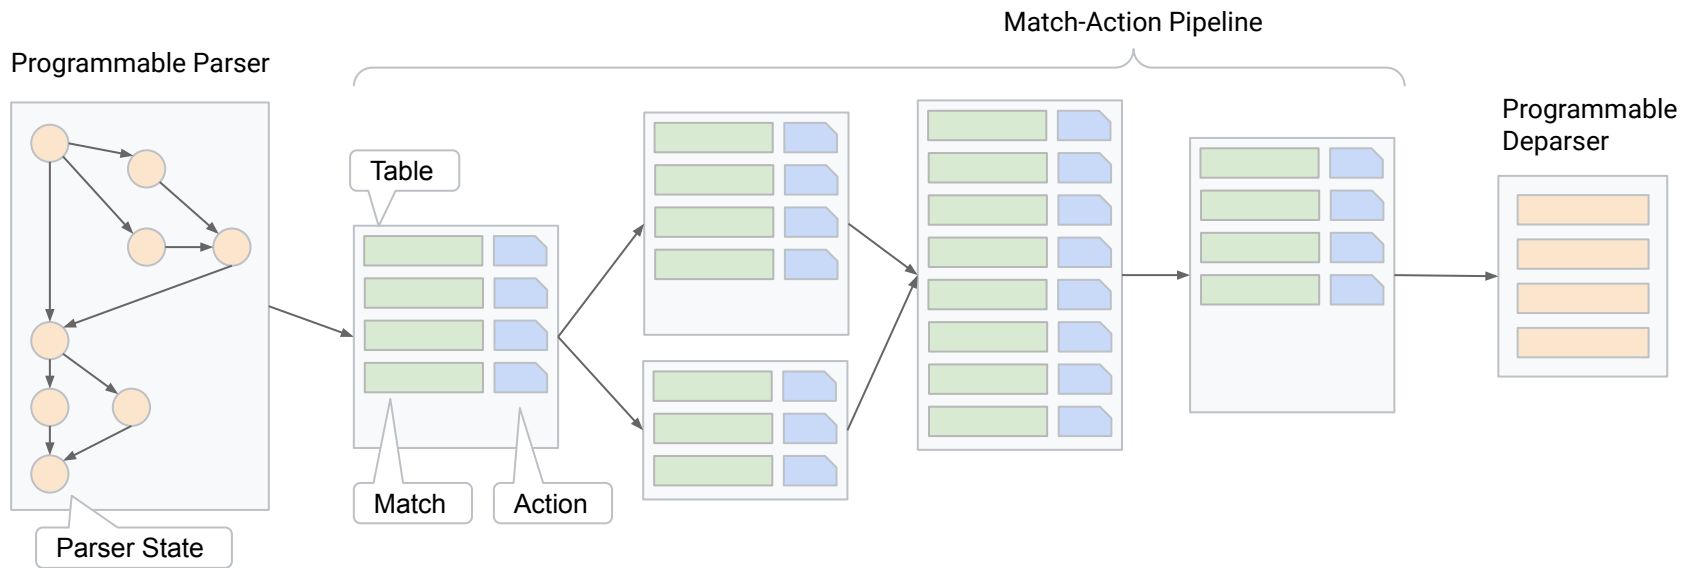 Match-Action Pipeline
Programmable Parser
Programmable
Deparser
Table
Match
Action
Parser State